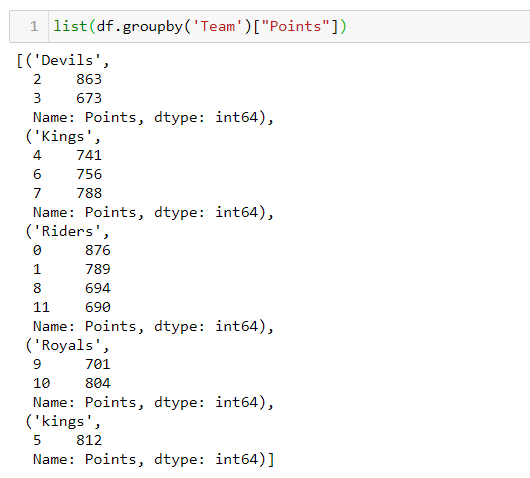 1 list(df.groupby('Team')["Points"])
[('Devils',
2 863
3 673
Name: Points, dtype: int64),
('Kings',
4 741
6 756
7 788
Name: Points, dtype: int64),
('Riders',
0 876
1 789
8 694
11 690
Name: Points, dtype: int64),
('Royals',
9 701
10 804
Name: Points, dtype: int64),
('kings',
5 812
Name: Points, dtype: int64)]